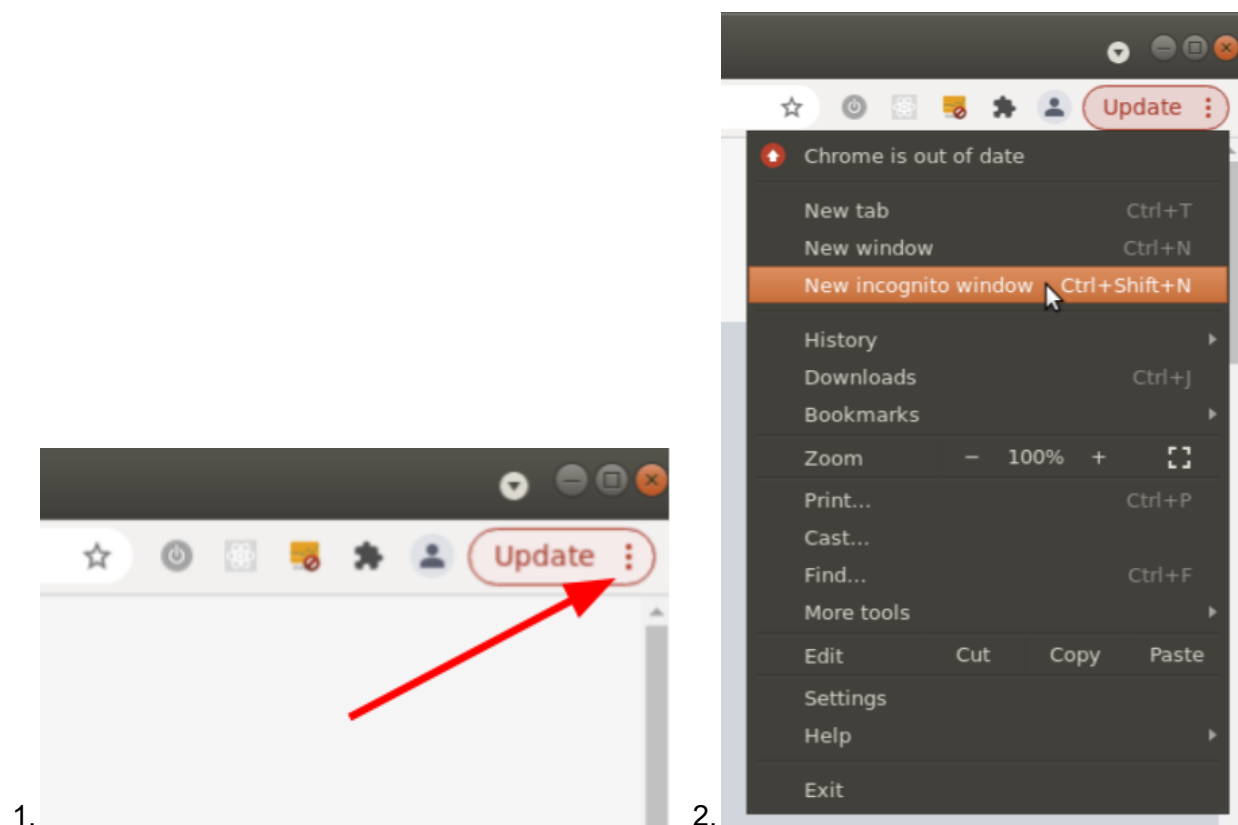 Update
1.
Update
Chrome is out of date
New tab Ctrl+T
New window Ctrl+N
New incognito window Ctrl+Shift+N
History
Downloads Ctrl+J
Bookmarks
Zoom − 100% +
Print... Ctrl+P
Cast...
Find... Ctrl+F
More tools
Edit Cut Copy Paste
Settings
Help
Exit
2.